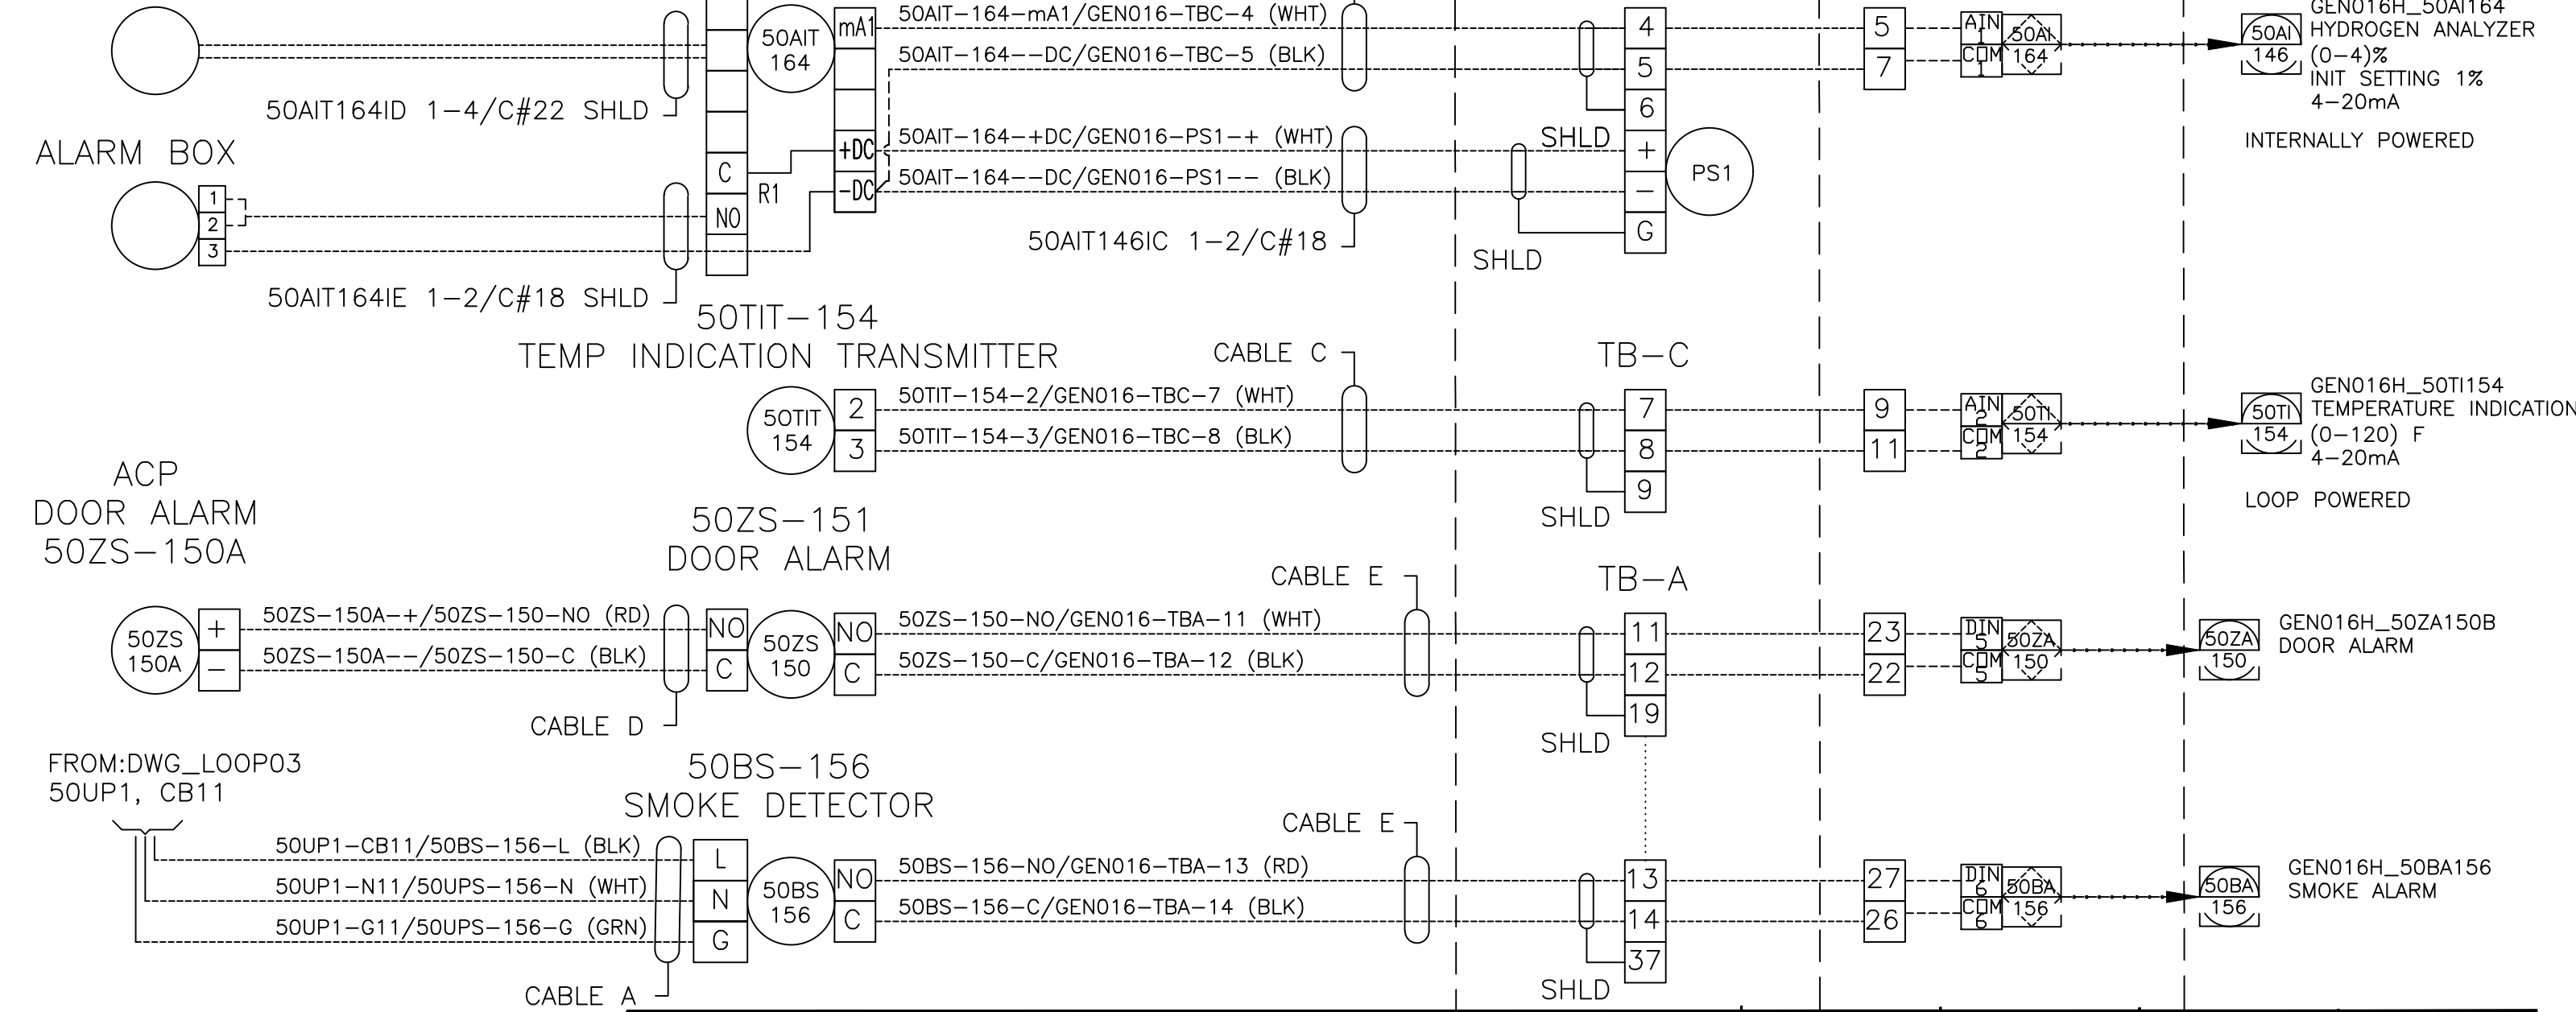 mA1
50AIT
164
50AIT-164-mA1/GEN016-TBC-4 (WHT)
50AIT-164--DC/GEN016-TBC-5 (BLK)
4
5
6
5
7
AIN
1
COM
1
50AI
164
50AI
146
GEN016H_50AI164
HYDROGEN ANALYZER
(0-4)%
INIT SETTING 1%
4-20mA
INTERNALLY POWERED
50AIT164ID 1-4/C#22 SHLD
ALARM BOX
1
2
3
C
NO
R1
+DC
-DC
50AIT-164-+DC/GEN016-PS1-+ (WHT)
50AIT-164--DC/GEN016-PS1-- (BLK)
SHLD
+
-
G
PS1
50AIT146IC 1-2/C#18
SHLD
50AIT164IE 1-2/C#18 SHLD
50TIT-154
TEMP INDICATION TRANSMITTER
CABLE C
TB-C
50TIT
154
2
3
50TIT-154-2/GEN016-TBC-7 (WHT)
50TIT-154-3/GEN016-TBC-8 (BLK)
7
8
9
SHLD
9
11
AIN
2
COM
2
50TI
154
50TI
154
GEN016H_50TI154
TEMPERATURE INDICATION
(0-120) F
4-20mA
LOOP POWERED
ACP
DOOR ALARM
50ZS-150A
50ZS-151
DOOR ALARM
CABLE E
TB-A
50ZS
150A
+
-
50ZS-150A-+/50ZS-150-NO (RD)
50ZS-150A--/50ZS-150-C (BLK)
CABLE D
NO
C
50ZS
150
NO
C
50ZS-150-NO/GEN016-TBA-11 (WHT)
50ZS-150-C/GEN016-TBA-12 (BLK)
11
12
19
SHLD
23
22
DIN
5
COM
5
50ZA
150
50ZA
150
GEN016H_50ZA150B
DOOR ALARM
FROM:DWG_LOOP03
50UP1, CB11
50BS-156
SMOKE DETECTOR
CABLE E
50UP1-CB11/50BS-156-L (BLK)
50UP1-N11/50UPS-156-N (WHT)
50UP1-G11/50UPS-156-G (GRN)
CABLE A
L
N
G
50BS
156
NO
C
50BS-156-NO/GEN016-TBA-13 (RD)
50BS-156-C/GEN016-TBA-14 (BLK)
13
14
37
SHLD
27
26
DIN
6
COM
6
50BA
156
50BA
156
GEN016H_50BA156
SMOKE ALARM